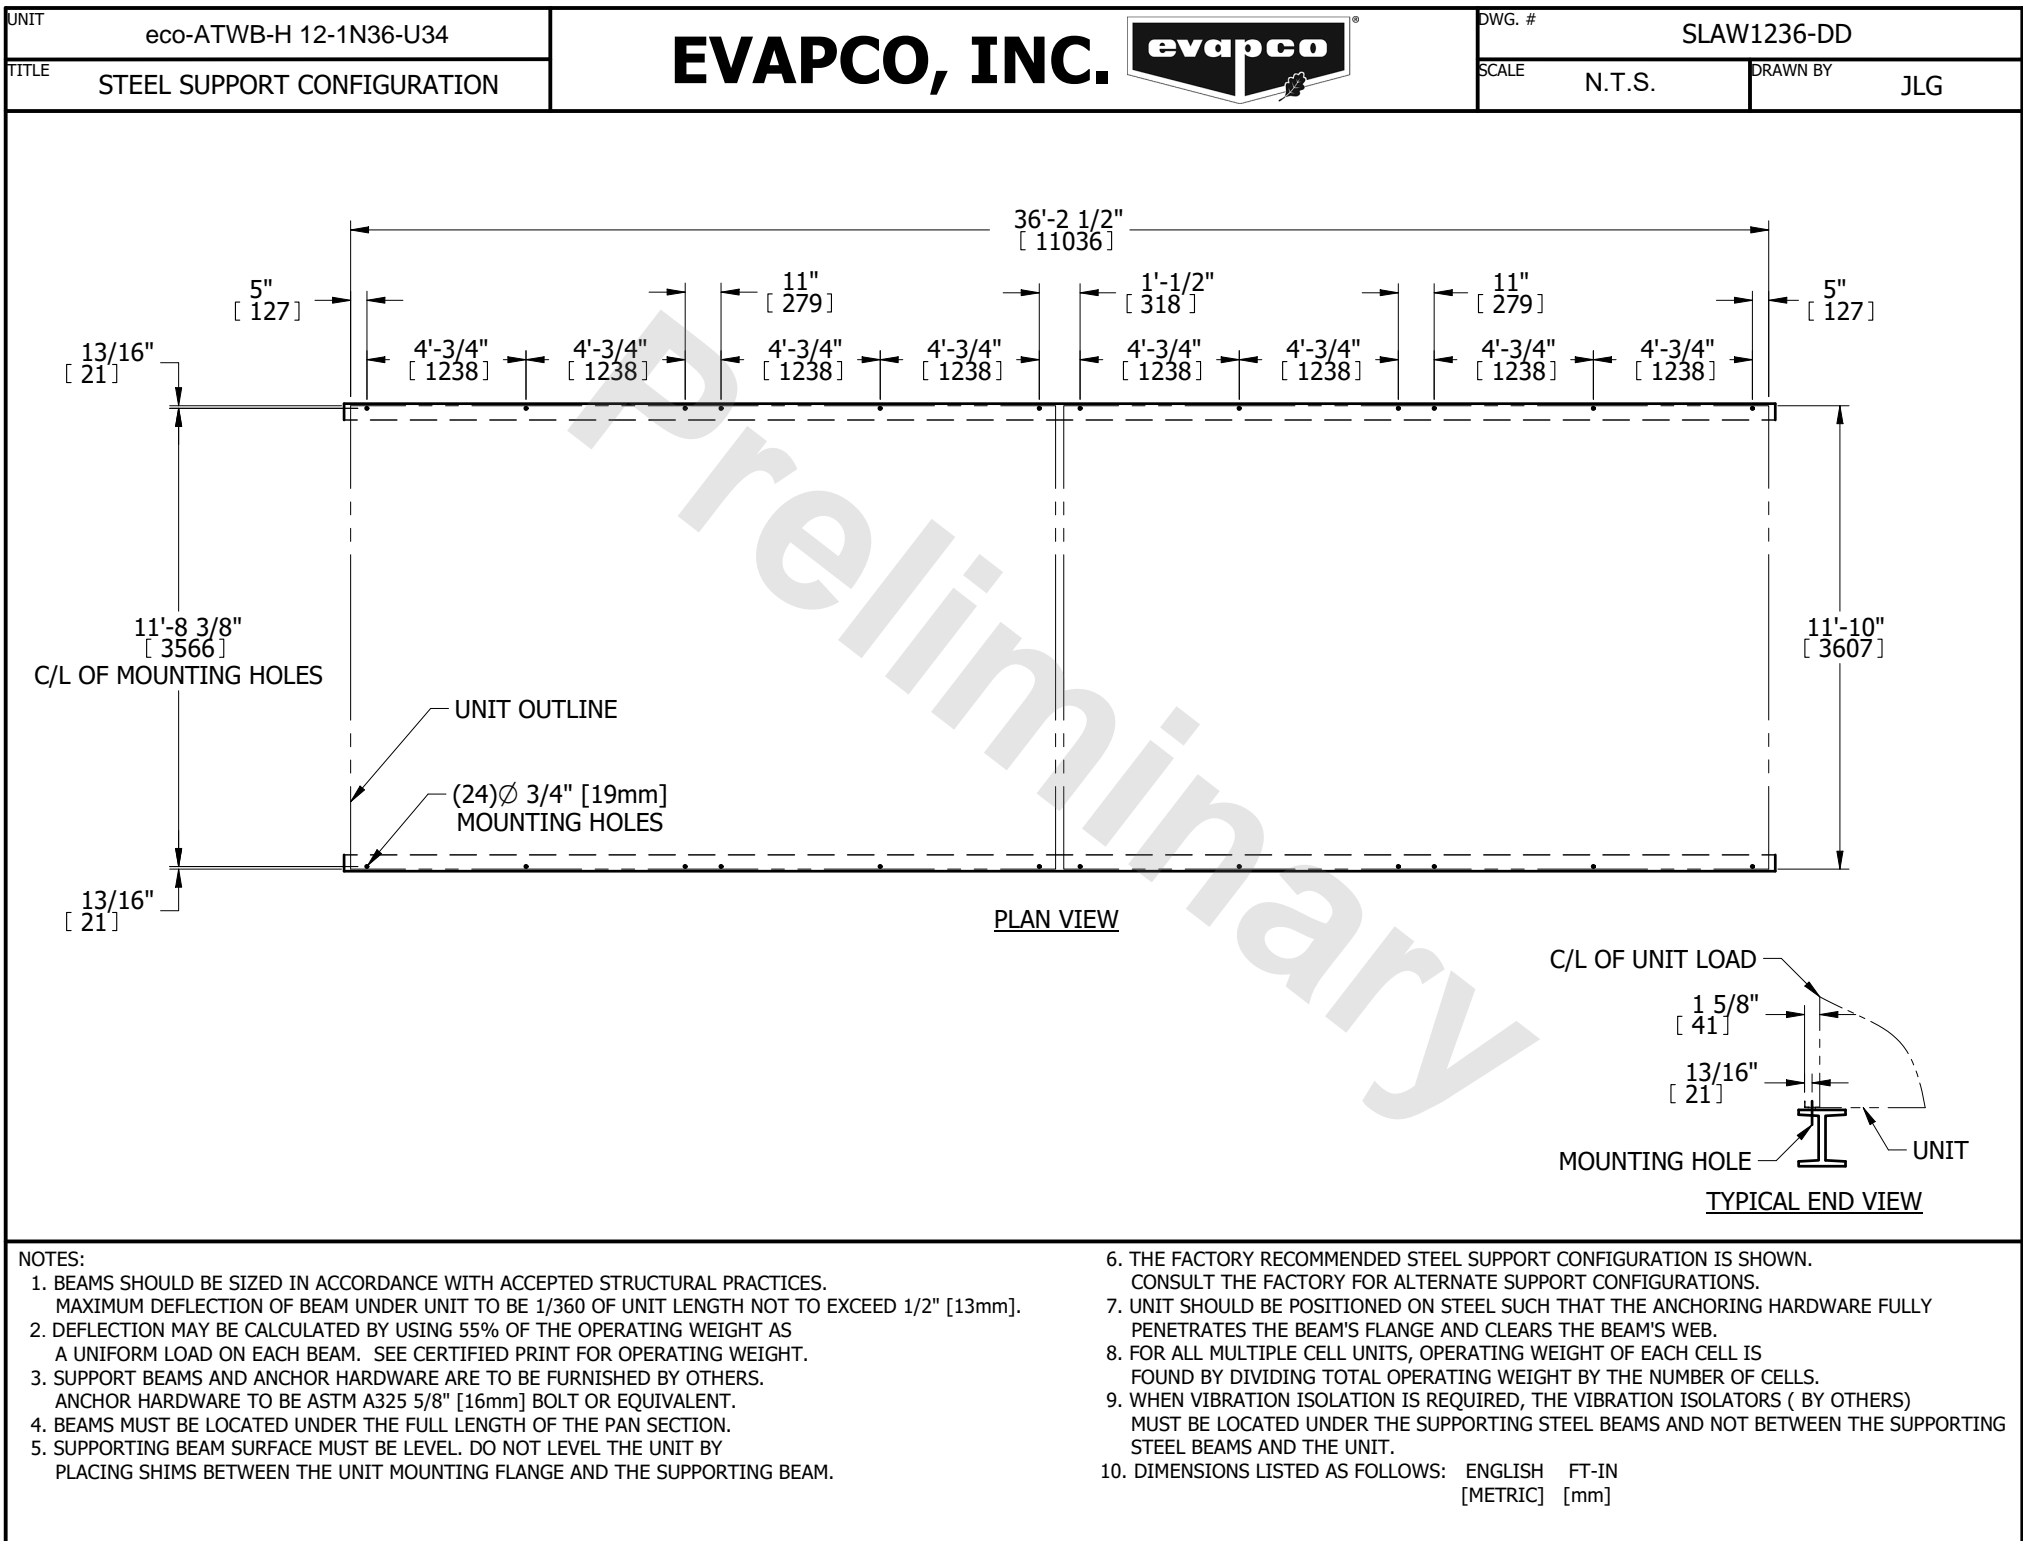 UNIT
eco-ATWB-H 12-1N36-U34
TITLE
STEEL SUPPORT CONFIGURATION
EVAPCO, INC.
evapco
®
DWG. #
SLAW1236-DD
SCALE
N.T.S.
DRAWN BY
JLG
36'-2 1/2"
[ 11036]
5"
[ 127]
11"
[ 279]
1'-1/2"
[ 318 ]
11"
[ 279]
5"
[ 127]
13/16"
[ 21]
4'-3/4"
[ 1238]
4'-3/4"
[ 1238]
4'-3/4"
[ 1238]
4'-3/4"
[ 1238]
4'-3/4"
[ 1238]
4'-3/4"
[ 1238]
4'-3/4"
[ 1238]
4'-3/4"
[ 1238]
11'-8 3/8"
[ 3566]
C/L OF MOUNTING HOLES
11'-10"
[ 3607]
UNIT OUTLINE
(24)∅ 3/4" [19mm]
MOUNTING HOLES
13/16"
[ 21]
PLAN VIEW
Preliminary
C/L OF UNIT LOAD
1 5/8"
[ 41]
13/16"
[ 21]
MOUNTING HOLE
UNIT
TYPICAL END VIEW
NOTES:
1. BEAMS SHOULD BE SIZED IN ACCORDANCE WITH ACCEPTED STRUCTURAL PRACTICES.
MAXIMUM DEFLECTION OF BEAM UNDER UNIT TO BE 1/360 OF UNIT LENGTH NOT TO EXCEED 1/2" [13mm].
2. DEFLECTION MAY BE CALCULATED BY USING 55% OF THE OPERATING WEIGHT AS
A UNIFORM LOAD ON EACH BEAM. SEE CERTIFIED PRINT FOR OPERATING WEIGHT.
3. SUPPORT BEAMS AND ANCHOR HARDWARE ARE TO BE FURNISHED BY OTHERS.
ANCHOR HARDWARE TO BE ASTM A325 5/8" [16mm] BOLT OR EQUIVALENT.
4. BEAMS MUST BE LOCATED UNDER THE FULL LENGTH OF THE PAN SECTION.
5. SUPPORTING BEAM SURFACE MUST BE LEVEL. DO NOT LEVEL THE UNIT BY
PLACING SHIMS BETWEEN THE UNIT MOUNTING FLANGE AND THE SUPPORTING BEAM.
6. THE FACTORY RECOMMENDED STEEL SUPPORT CONFIGURATION IS SHOWN.
CONSULT THE FACTORY FOR ALTERNATE SUPPORT CONFIGURATIONS.
7. UNIT SHOULD BE POSITIONED ON STEEL SUCH THAT THE ANCHORING HARDWARE FULLY
PENETRATES THE BEAM'S FLANGE AND CLEARS THE BEAM'S WEB.
8. FOR ALL MULTIPLE CELL UNITS, OPERATING WEIGHT OF EACH CELL IS
FOUND BY DIVIDING TOTAL OPERATING WEIGHT BY THE NUMBER OF CELLS.
9. WHEN VIBRATION ISOLATION IS REQUIRED, THE VIBRATION ISOLATORS ( BY OTHERS)
MUST BE LOCATED UNDER THE SUPPORTING STEEL BEAMS AND NOT BETWEEN THE SUPPORTING
STEEL BEAMS AND THE UNIT.
10. DIMENSIONS LISTED AS FOLLOWS: ENGLISH FT-IN
[METRIC] [mm]